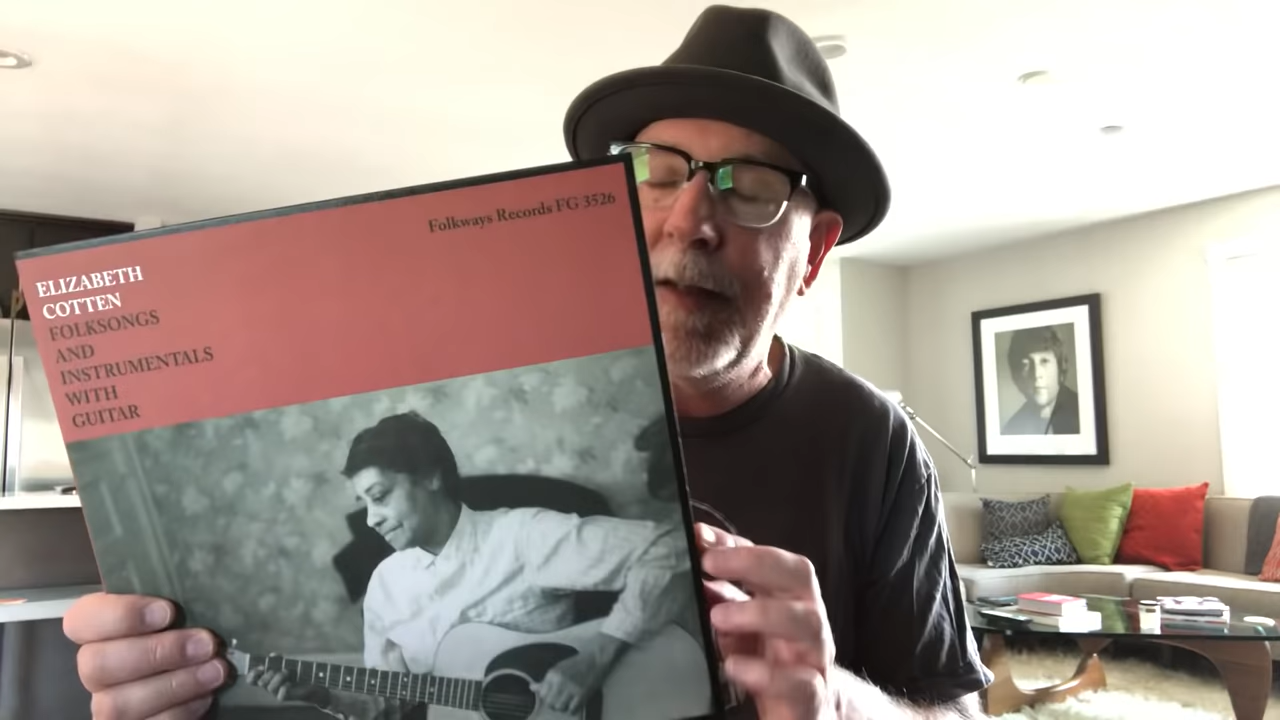 Folkways Records FG 3526
ELIZABETH
COTTEN
FOLKSONGS
AND
INSTRUMENTALS
WITH
GUITAR